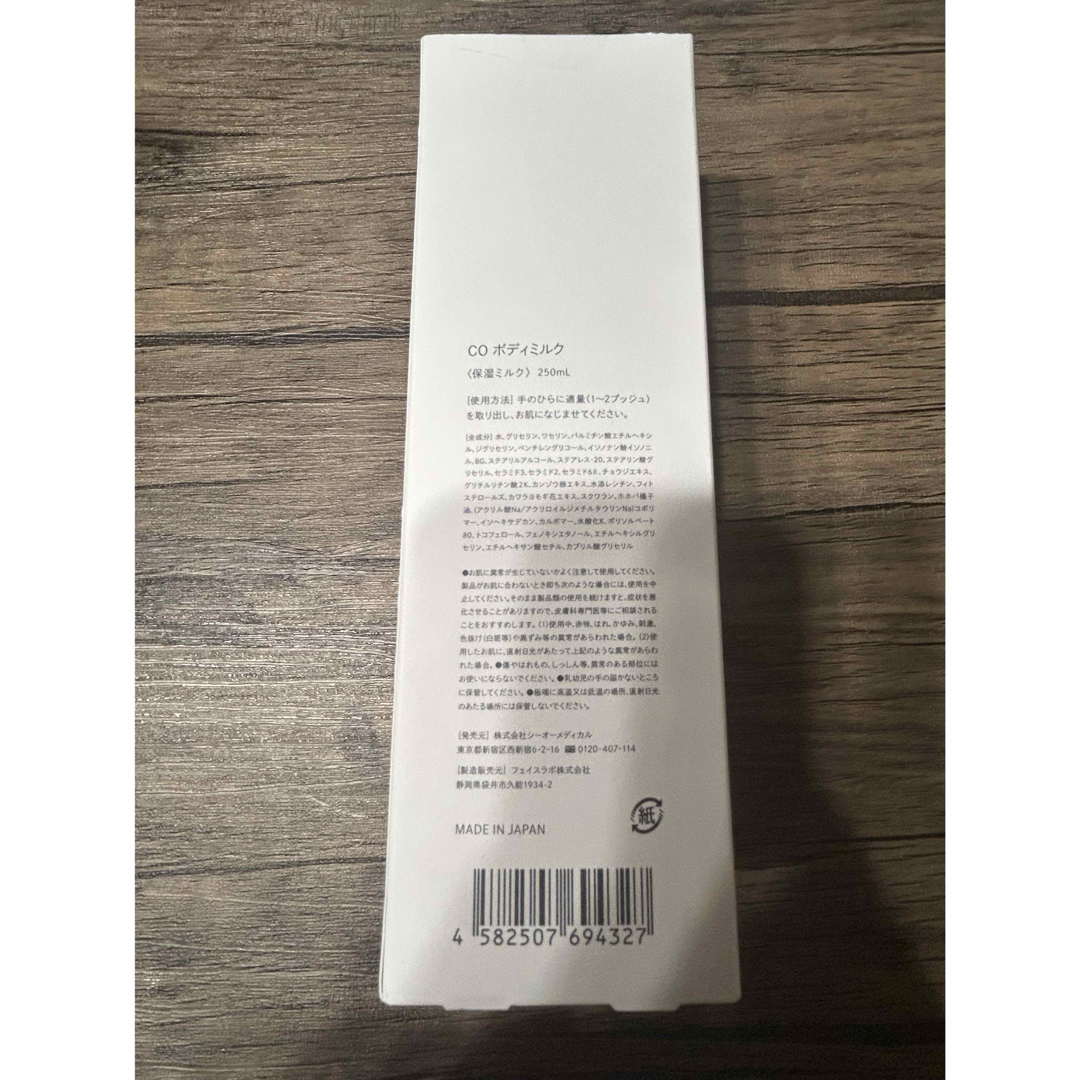 CO ボディミルク
〈保湿ミルク〉 250mL
[使用方法] 手のひらに適量(1~2プッシュ)
を取り出し、お肌になじませてください。
[全成分] 水、グリセリン、ワセリン、パルミチン酸エチルヘキシ
ル、ジグリセリン、ペンチレングリコール、イソノナン酸イソノニ
ル、BG、ステアリルアルコール、ステアレス-20、ステアリン酸グ
リセリル、セラミド3、セラミド2、セラミド6Ⅱ、チョウジエキス、
グリチルリチン酸2K、カンゾウ根エキス、水添レシチン、フィト
ステロールズ、カワラヨモギ花エキス、スクワラン、ホホバ種子
油、(アクリル酸Na/アクリロイルジメチルタウリンNa)コポリ
マー、イソヘキサデカン、カルボマー、水酸化K、ポリソルベート
80、トコフェロール、フェノキシエタノール、エチルヘキシルグリ
セリン、エチルヘキサン酸セチル、カプリル酸グリセリル
●お肌に異常が生じていないかよく注意して使用してください。
製品がお肌に合わないとき即ち次のような場合には、使用を中
止してください。そのまま製品類の使用を続けますと、症状を悪
化させることがありますので、皮膚科専門医等にご相談される
ことをおすすめします。(1)使用中、赤味、はれ、かゆみ、刺激、
色抜け(白斑等)や黒ずみ等の異常があらわれた場合。(2)使
用したお肌に、直射日光があたって、上記のような異常があらわ
れた場合。●傷やはれもの、しっしん等、異常のある部位には
お使いにならないでください。●乳幼児の手の届かないところ
に保管してください。●極端に高温又は低温の場所、直射日光
のあたる場所には保管しないでください。
[発売元] 株式会社シーオーメディカル
東京都新宿区西新宿6-2-16 0120-407-114
[製造販売元] フェイスラボ株式会社
静岡県袋井市久能1934-2
紙
MADE IN JAPAN
4 582507 694327